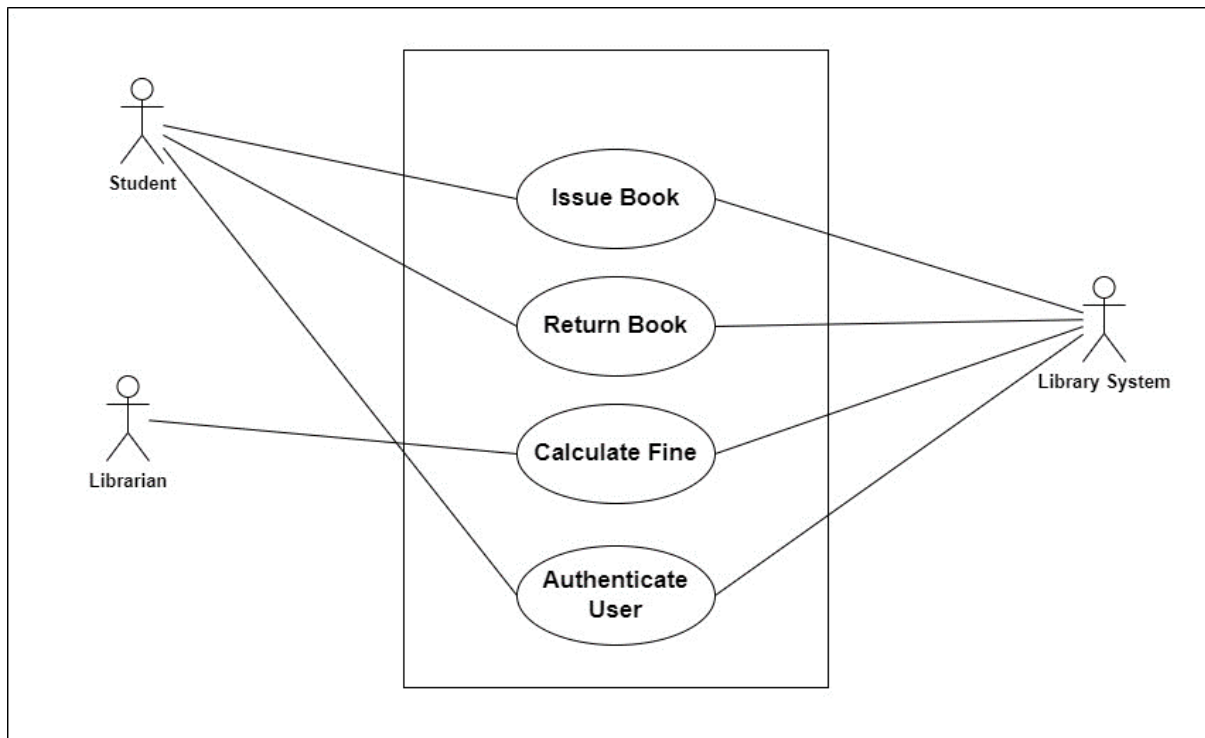 Student
Issue Book
Return Book
Library System
Librarian
Calculate Fine
Authenticate
User